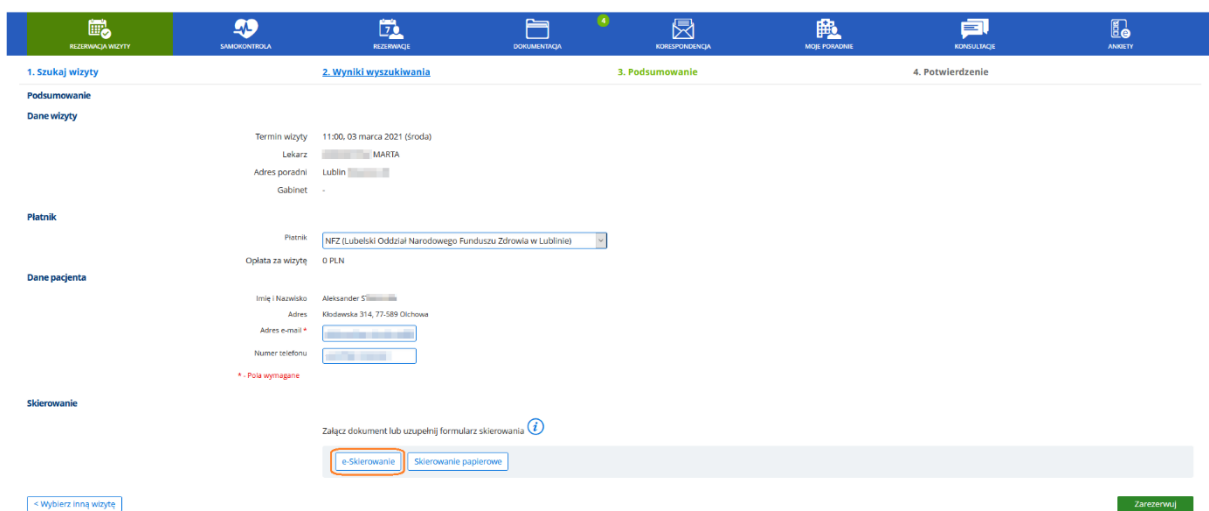 REZERWACJA WIZYTY
SAMOKONTROLA
7
REZERWACJE
DOKUMENTACJA
4
KORESPONDENCJA
MOJE PORADNIE
KONSULTACJE
ANKIETY
1. Szukaj wizyty
2. Wyniki wyszukiwania
3. Podsumowanie
4. Potwierdzenie
Podsumowanie
Dane wizyty
Termin wizyty 11:00, 03 marca 2021 (środa)
Lekarz MARTA
Adres poradni Lublin
Gabinet -
Płatnik
Płatnik NFZ (Lubelski Oddział Narodowego Funduszu Zdrowia w Lublinie)
Opłata za wizytę 0 PLN
Dane pacjenta
Imię i Nazwisko Aleksander S
Adres Kłodawska 314, 77-589 Olchowa
Adres e-mail *
Numer telefonu
* - Pola wymagane
Skierowanie
Załącz dokument lub uzupełnij formularz skierowania i
e-Skierowanie Skierowanie papierowe
< Wybierz inną wizytę Zarezerwuj